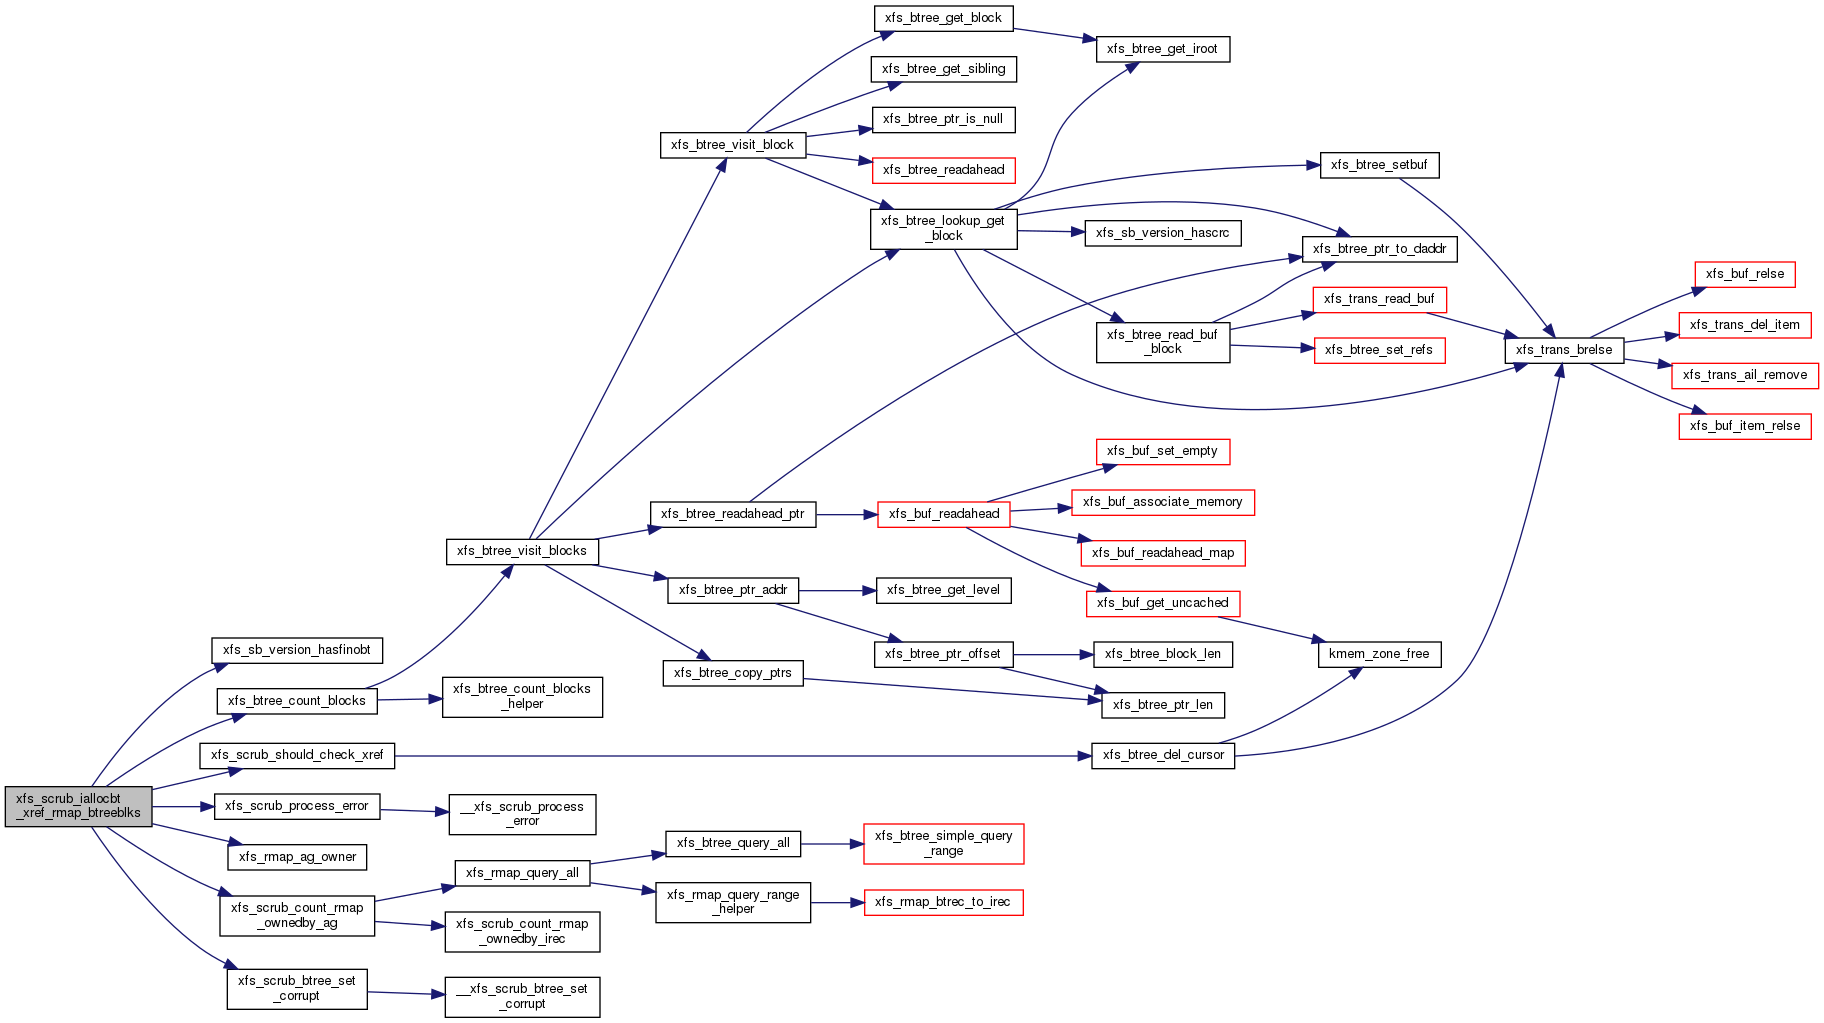 xfs_btree_get_block
xfs_btree_get_iroot
xfs_btree_get_sibling
xfs_btree_ptr_is_null
xfs_btree_visit_block
xfs_btree_readahead
xfs_btree_setbuf
xfs_btree_lookup_get
_block
xfs_sb_version_hascrc
xfs_btree_ptr_to_daddr
xfs_buf_relse
xfs_trans_read_buf
xfs_trans_del_item
xfs_btree_read_buf
_block
xfs_btree_set_refs
xfs_trans_brelse
xfs_trans_ail_remove
xfs_buf_item_relse
xfs_buf_set_empty
xfs_buf_associate_memory
xfs_btree_readahead_ptr
xfs_buf_readahead
xfs_btree_visit_blocks
xfs_buf_readahead_map
xfs_btree_ptr_addr
xfs_btree_get_level
xfs_buf_get_uncached
xfs_sb_version_hasfinobt
xfs_btree_ptr_offset
xfs_btree_block_len
kmem_zone_free
xfs_btree_copy_ptrs
xfs_btree_count_blocks
xfs_btree_count_blocks
_helper
xfs_btree_ptr_len
xfs_scrub_should_check_xref
xfs_btree_del_cursor
xfs_scrub_iallocbt
_xref_rmap_btreeblks
xfs_scrub_process_error
__xfs_scrub_process
_error
xfs_rmap_ag_owner
xfs_btree_query_all
xfs_btree_simple_query
_range
xfs_rmap_query_all
xfs_rmap_query_range
_helper
xfs_rmap_btrec_to_irec
xfs_scrub_count_rmap
_ownedby_ag
xfs_scrub_count_rmap
_ownedby_irec
xfs_scrub_btree_set
_corrupt
__xfs_scrub_btree_set
_corrupt